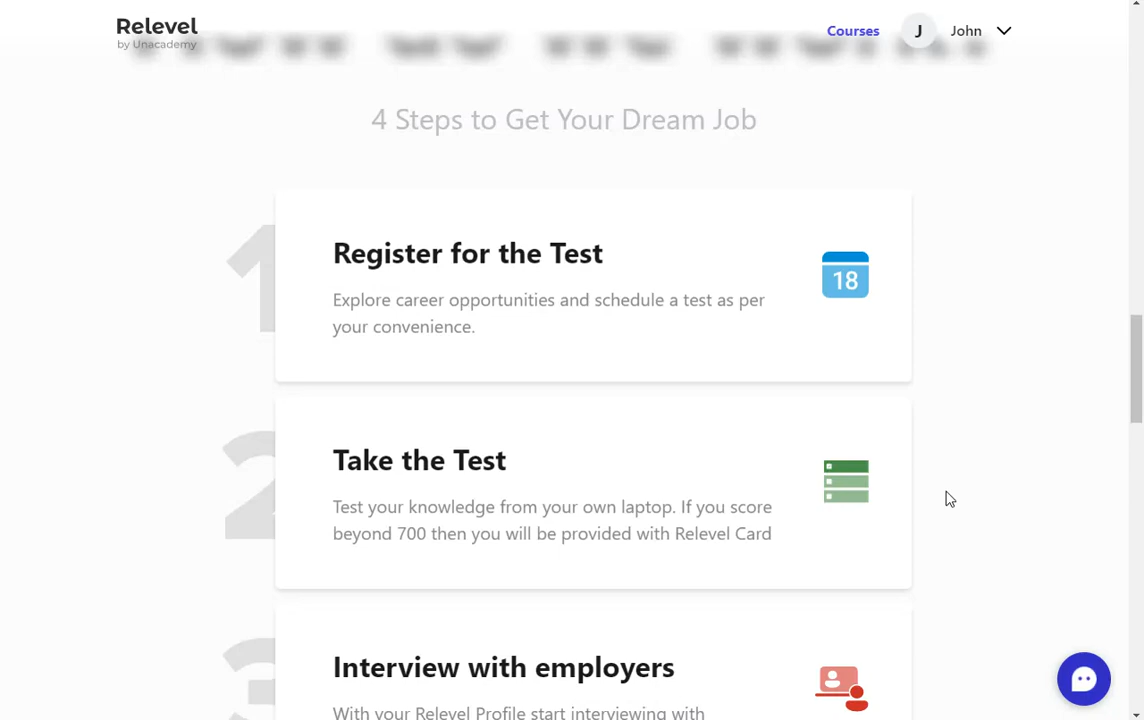 Relevel
by Unacademy
Courses
J
John
4 Steps to Get Your Dream Job
1
Register for the Test
Explore career opportunities and schedule a test as per
your convenience.
18
2
Take the Test
Test your knowledge from your own laptop. If you score
beyond 700 then you will be provided with Relevel Card
3
Interview with employers
With your Relevel Profile start interviewing with